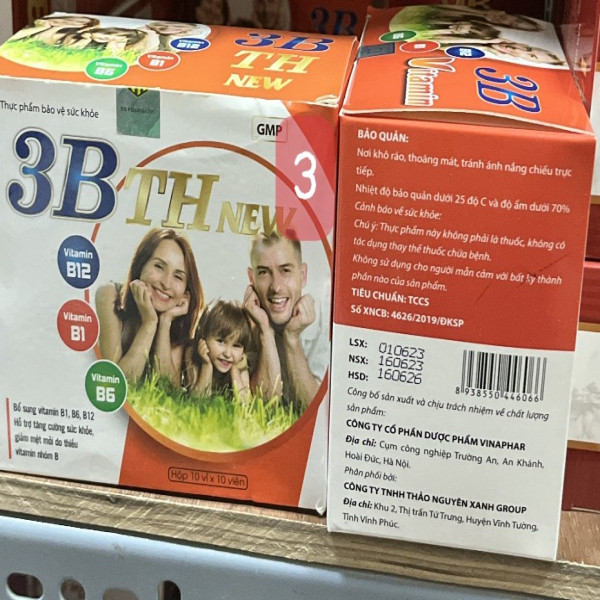 3B
TH
NEW
Vitamin
B6
Vitamin
B1
Vitamin
B12
Thực phẩm bảo vệ sức khỏe
GMP
3B TH NEW
3
Vitamin
B12
Vitamin
B1
Vitamin
B6
Bổ sung vitamin B1, B6, B12
Hỗ trợ tăng cường sức khỏe,
giảm mệt mỏi do thiếu
vitamin nhóm B
Hộp 10 vỉ x 10 viên
3B
Vitamin
B6
B1
B12
BẢO QUẢN:
Nơi khô ráo, thoáng mát, tránh ánh nắng chiếu trực
tiếp.
Nhiệt độ bảo quản dưới 25 độ C và độ ẩm dưới 70%
Cảnh báo về sức khỏe:
Chú ý: Thực phẩm này không phải là thuốc, không có
tác dụng thay thế thuốc chữa bệnh.
Không sử dụng cho người mẫn cảm với bất kỳ thành
phần nào của sản phẩm.
TIÊU CHUẨN: TCCS
Số XNCB: 4626/2019/ĐKSP
LSX: 010623
NSX: 160623
HSD: 160626
8 938550 446066
Công bố sản xuất và chịu trách nhiệm về chất lượng
sản phẩm:
CÔNG TY CỔ PHẦN DƯỢC PHẨM VINAPHAR
Địa chỉ: Cụm công nghiệp Trường An, An Khánh,
Hoài Đức, Hà Nội.
Phân phối bởi:
CÔNG TY TNHH THẢO NGUYÊN XANH GROUP
Địa chỉ: Khu 2, Thị trấn Tứ Trưng, Huyện Vĩnh Tường,
Tỉnh Vĩnh Phúc.